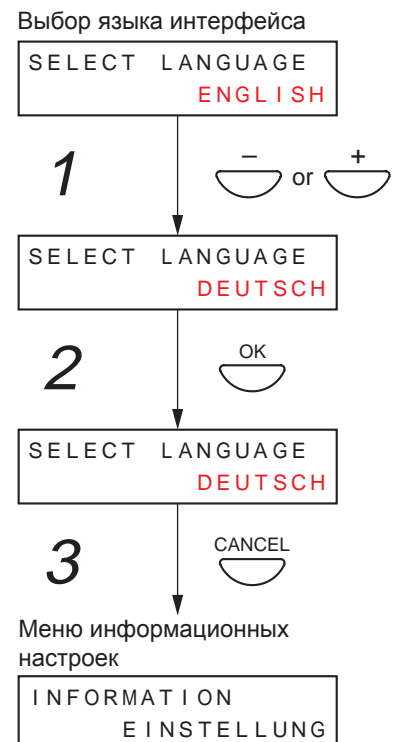 Выбор языка интерфейса
SELECT LANGUAGE
ENGLISH
1
– or +
SELECT LANGUAGE
DEUTSCH
2
OK
SELECT LANGUAGE
DEUTSCH
3
CANCEL
Меню информационных
настроек
INFORMATION
EINSTELLUNG